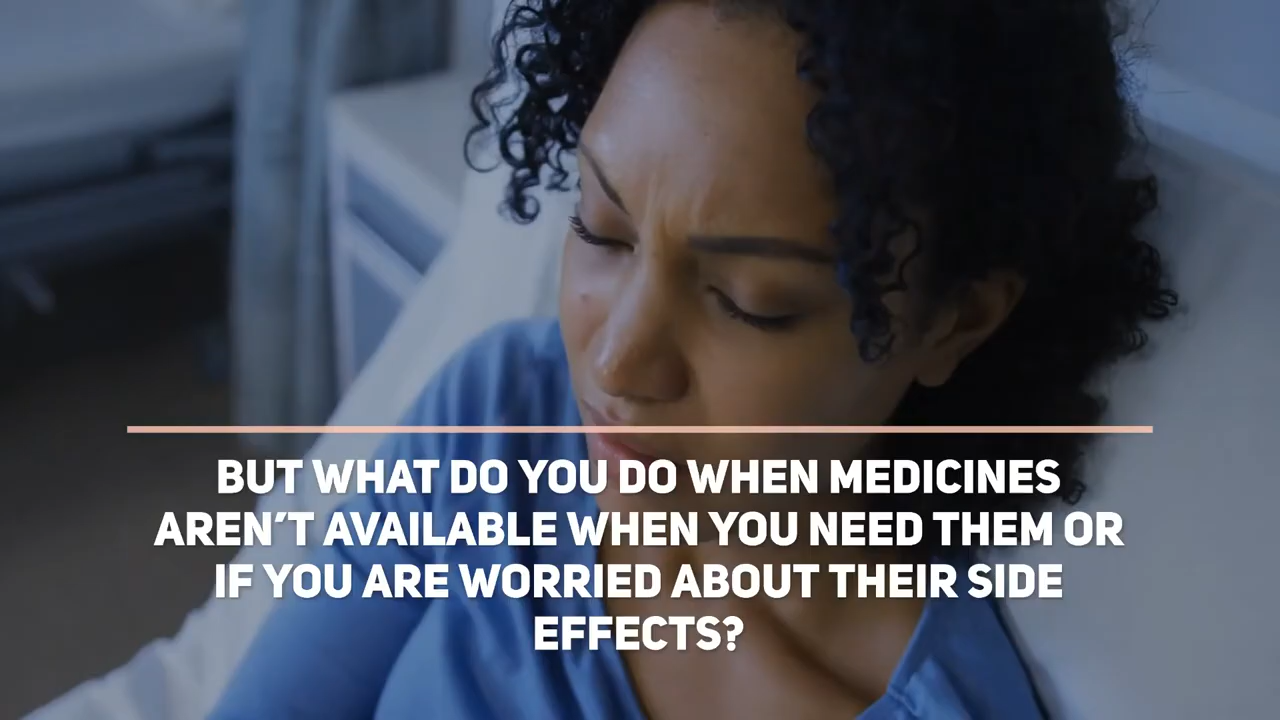 BUT WHAT DO YOU DO WHEN MEDICINES
AREN’T AVAILABLE WHEN YOU NEED THEM OR
IF YOU ARE WORRIED ABOUT THEIR SIDE
EFFECTS?